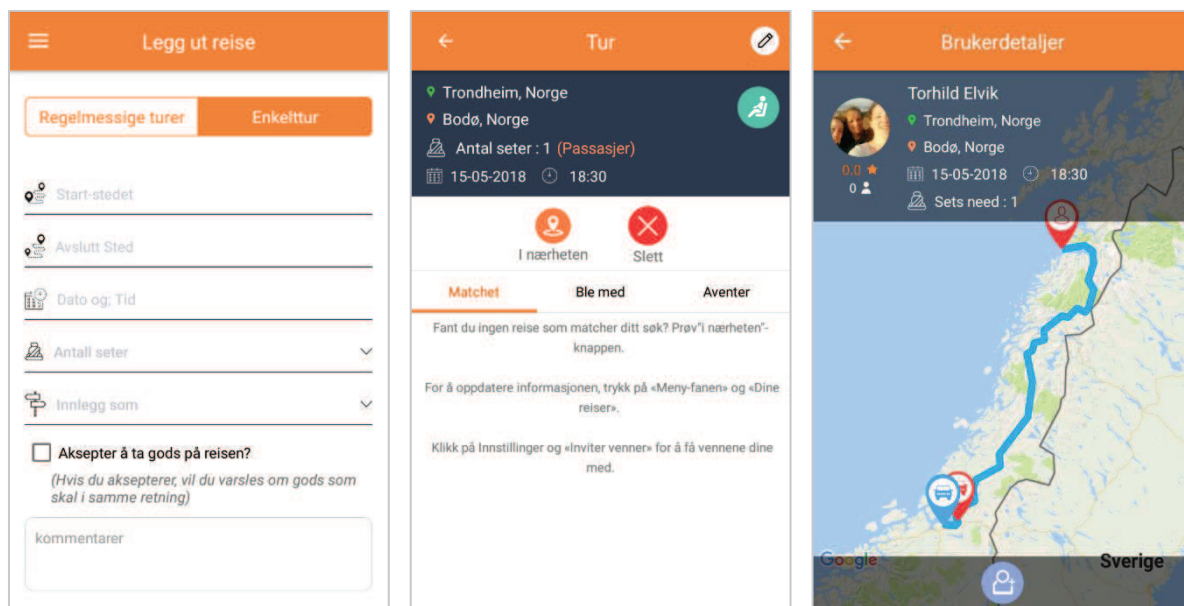 Legg ut reise
Regelmessige turer
Enkelttur
Start-stedet
Avslutt Sted
Dato og; Tid
Antall seter
Innlegg som
Aksepter å ta gods på reisen?
(Hvis du aksepterer, vil du varsles om gods som
skal i samme retning)
kommentarer
Tur
Trondheim, Norge
Bodø, Norge
Antal seter : 1 (Passasjer)
15-05-2018 18:30
I nærheten
Slett
Matchet
Ble med
Aventer
Fant du ingen reise som matcher ditt søk? Prøv"i nærheten"-
knappen.
For å oppdatere informasjonen, trykk på «Meny-fanen» og «Dine
reiser».
Klikk på Innstillinger og «Inviter venner» for å få vennene dine
med.
Brukerdetaljer
Torhild Elvik
Trondheim, Norge
Bodø, Norge
0.0
15-05-2018 18:30
0
Sets need : 1
Google
Sverige